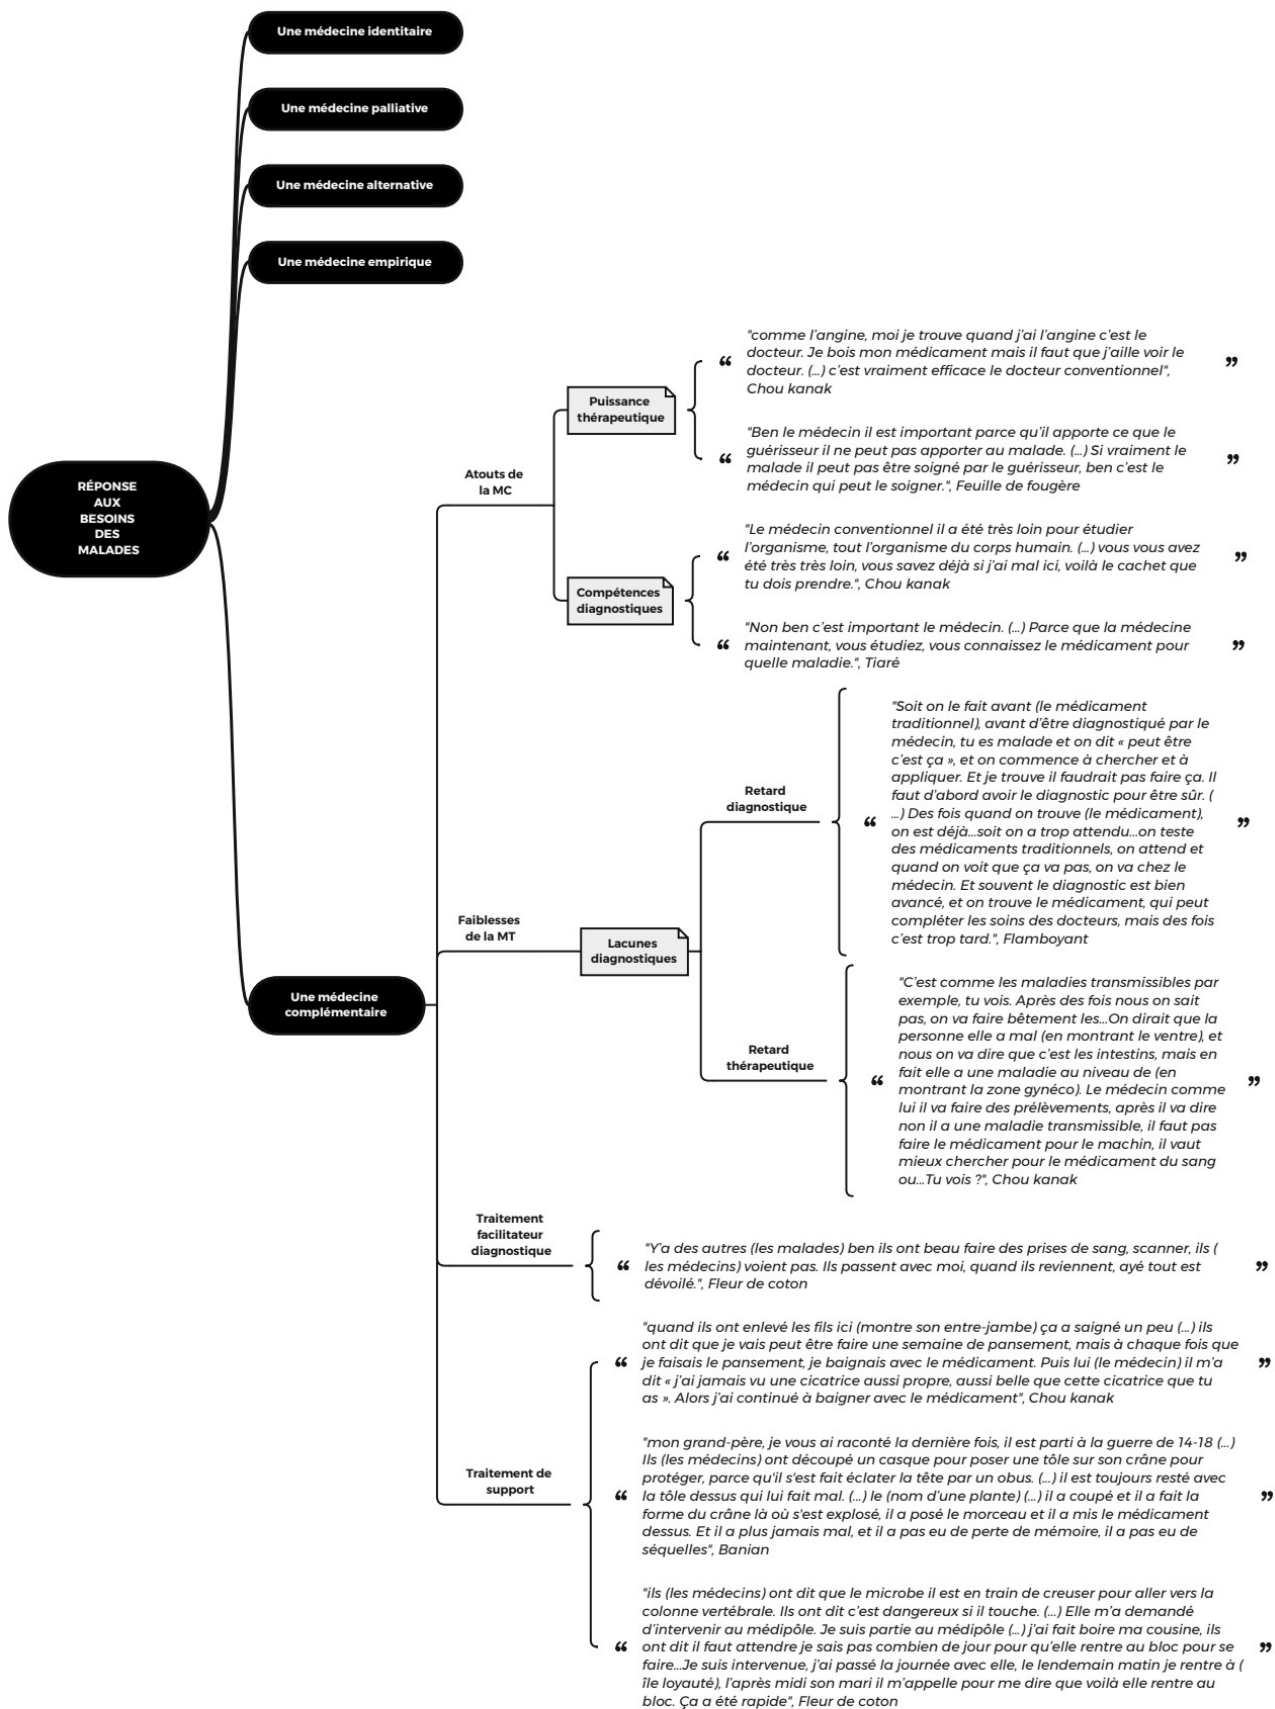 Une médecine identitaire
Une médecine palliative
Une médecine alternative
Une médecine empirique
RÉPONSE
AUX
BESOINS
DES
MALADES
Une médecine
complémentaire
Atouts de
la MC
Puissance
thérapeutique
"comme l'angine, moi je trouve quand j'ai l'angine c'est le
“ docteur. Je bois mon médicament mais il faut que j'aille voir le ”
docteur. (...) c'est vraiment efficace le docteur conventionnel",
Chou kanak
"Ben le médecin il est important parce qu'il apporte ce que le
“ guérisseur il ne peut pas apporter au malade. (...) Si vraiment le ”
malade il peut pas être soigné par le guérisseur, ben c'est le
médecin qui peut le soigner.", Feuille de fougère
Compétences
diagnostiques
"Le médecin conventionnel il a été très loin pour étudier
“ l'organisme, tout l'organisme du corps humain. (...) vous vous avez ”
été très très loin, vous savez déjà si j'ai mal ici, voilà le cachet que
tu dois prendre.", Chou kanak
"Non ben c'est important le médecin. (...) Parce que la médecine
“ maintenant, vous étudiez, vous connaissez le médicament pour ”
quelle maladie.", Tiaré
Faiblesses
de la MT
Lacunes
diagnostiques
Retard
diagnostique
"Soit on le fait avant (le médicament
traditionnel), avant d'être diagnostiqué par le
médecin, tu es malade et on dit « peut être
c'est ça », et on commence à chercher et à
appliquer. Et je trouve il faudrait pas faire ça. Il
faut d'abord avoir le diagnostic pour être sûr. (
“ ...) Des fois quand on trouve (le médicament), ”
on est déjà...soit on a trop attendu...on teste
des médicaments traditionnels, on attend et
quand on voit que ça va pas, on va chez le
médecin. Et souvent le diagnostic est bien
avancé, et on trouve le médicament, qui peut
compléter les soins des docteurs, mais des fois
c'est trop tard.", Flamboyant
Retard
thérapeutique
"C'est comme les maladies transmissibles par
exemple, tu vois. Après des fois nous on sait
pas, on va faire bêtement les...On dirait que la
personne elle a mal (en montrant le ventre), et
nous on va dire que c'est les intestins, mais en
“ fait elle a une maladie au niveau de (en ”
montrant la zone gynéco). Le médecin comme
lui il va faire des prélèvements, après il va dire
non il a une maladie transmissible, il faut pas
faire le médicament pour le machin, il vaut
mieux chercher pour le médicament du sang
ou...Tu vois ?", Chou kanak
Traitement
facilitateur
diagnostique
"Y'a des autres (les malades) ben ils ont beau faire des prises de sang, scanner, ils (
“ les médecins) voient pas. Ils passent avec moi, quand ils reviennent, ayé tout est ”
dévoilé.", Fleur de coton
Traitement de
support
"quand ils ont enlevé les fils ici (montre son entre-jambe) ça a saigné un peu (...) ils
ont dit que je vais peut être faire une semaine de pansement, mais à chaque fois que
“ je faisais le pansement, je baignais avec le médicament. Puis lui (le médecin) il m'a ”
dit « j'ai jamais vu une cicatrice aussi propre, aussi belle que cette cicatrice que tu
as ». Alors j'ai continué à baigner avec le médicament", Chou kanak
"mon grand-père, je vous ai raconté la dernière fois, il est parti à la guerre de 14-18 (...)
Ils (les médecins) ont découpé un casque pour poser une tôle sur son crâne pour
protéger, parce qu'il s'est fait éclater la tête par un obus. (...) il est toujours resté avec
“ la tôle dessus qui lui fait mal. (...) le (nom d'une plante) (...) il a coupé et il a fait la ”
forme du crâne là où s'est explosé, il a posé le morceau et il a mis le médicament
dessus. Et il a plus jamais mal, et il a pas eu de perte de mémoire, il a pas eu de
séquelles", Banian
"ils (les médecins) ont dit que le microbe il est en train de creuser pour aller vers la
colonne vertébrale. Ils ont dit c'est dangereux si il touche. (...) Elle m'a demandé
d'intervenir au médipôle. Je suis partie au médipôle (...) j'ai fait boire ma cousine, ils
“ ont dit il faut attendre je sais pas combien de jour pour qu'elle rentre au bloc pour se ”
faire...Je suis intervenue, j'ai passé la journée avec elle, le lendemain matin je rentre à (
île loyauté), l'après midi son mari il m'appelle pour me dire que voilà elle rentre au
bloc. Ça a été rapide", Fleur de coton